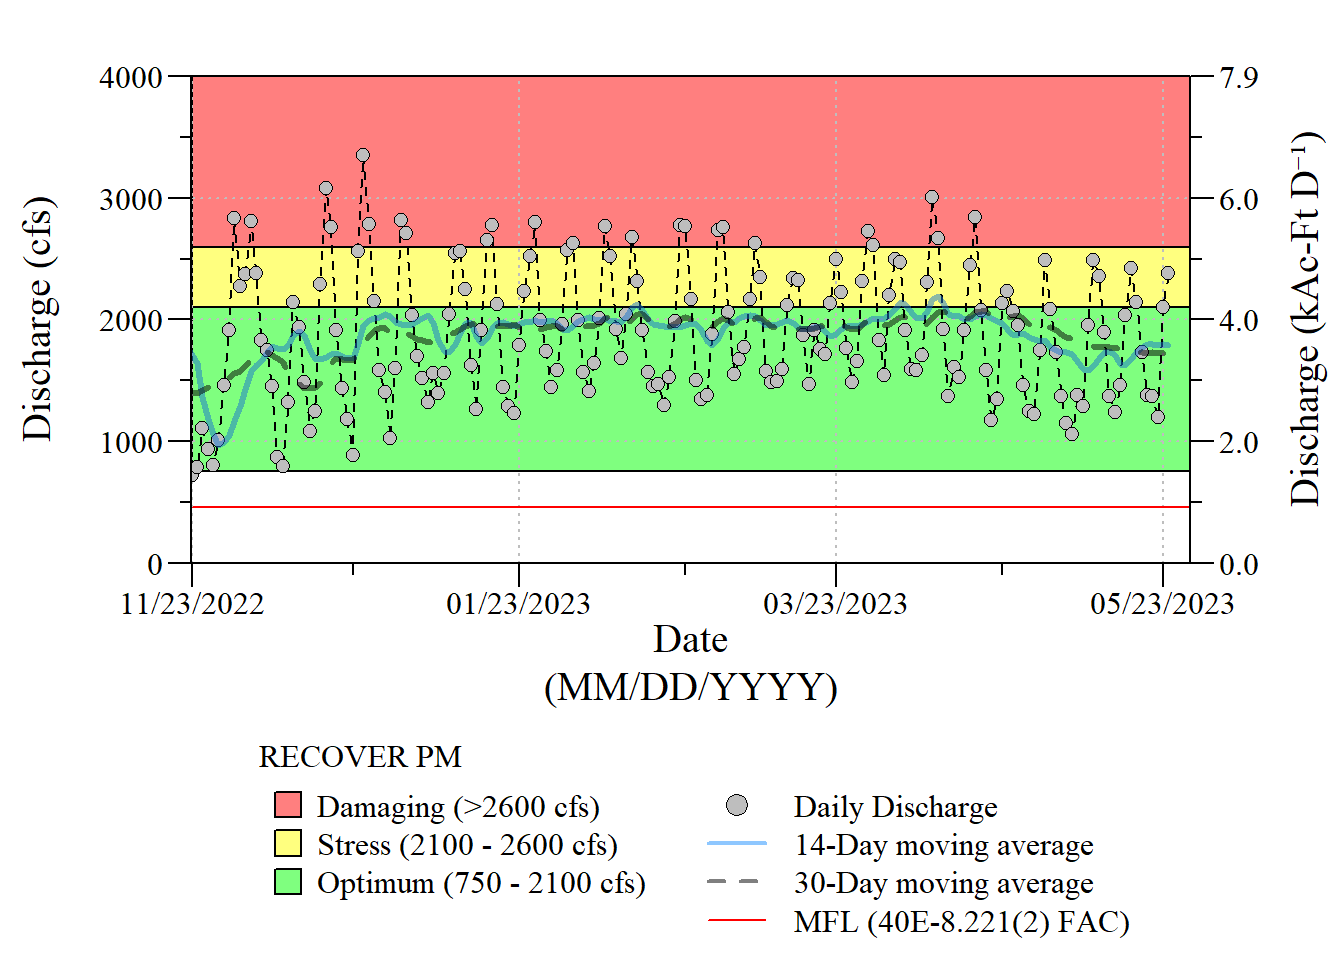 4000
3000
2000
1000
0
Discharge (cfs)
7.9
6.0
4.0
2.0
0.0
Discharge (kAc-Ft D⁻¹)
11/23/2022
01/23/2023
03/23/2023
05/23/2023
Date
(MM/DD/YYYY)
RECOVER PM
Damaging (>2600 cfs)
Stress (2100 - 2600 cfs)
Optimum (750 - 2100 cfs)
Daily Discharge
14-Day moving average
30-Day moving average
MFL (40E-8.221(2) FAC)